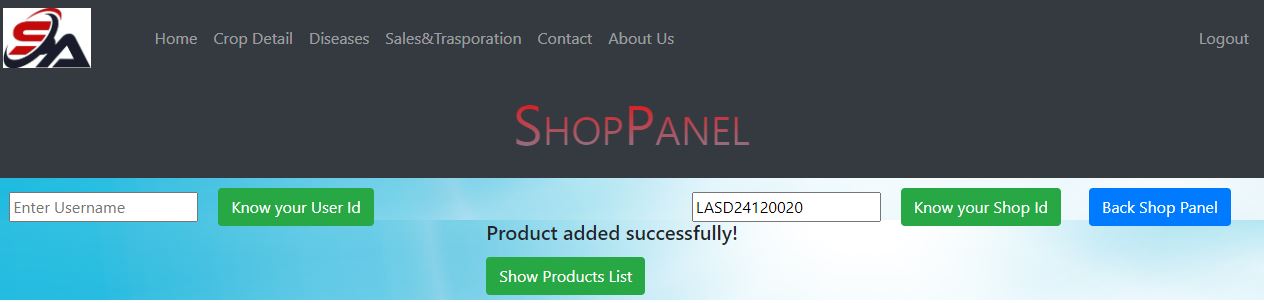 SA
Home Crop Detail Diseases Sales&Trasporation Contact About Us Logout
ShopPanel
Enter Username Know your User Id LASD24120020 Know your Shop Id Back Shop Panel
Product added successfully!
Show Products List